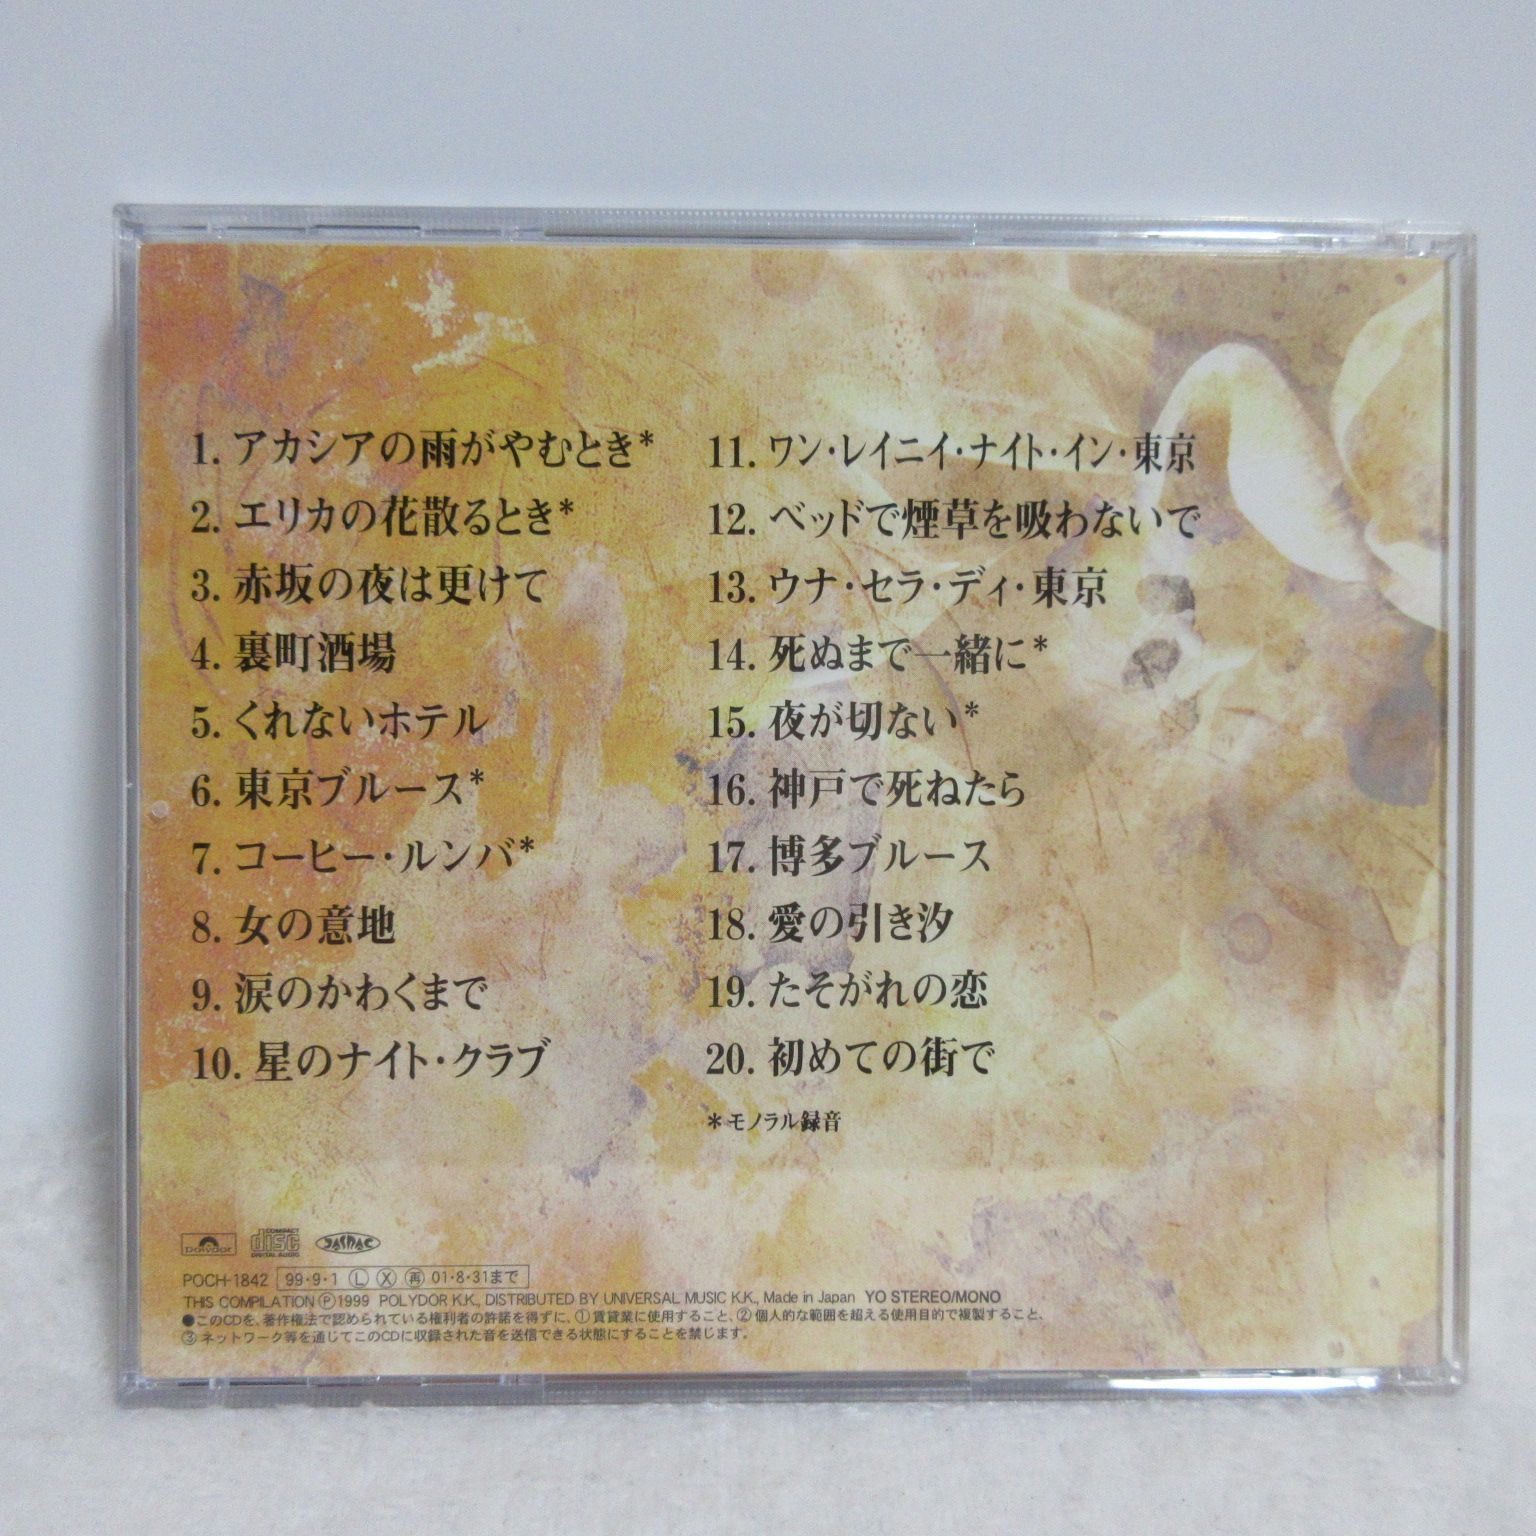 1. アカシアの雨がやむとき*
2. エリカの花散るとき*
3. 赤坂の夜は更けて
4. 裏町酒場
5. くれないホテル
6. 東京ブルース*
7. コーヒー・ルンバ*
8. 女の意地
9. 涙のかわくまで
10. 星のナイト・クラブ
11. ワン・レイニイ・ナイト・イン・東京
12. ベッドで煙草を吸わないで
13. ウナ・セラ・ディ・東京
14. 死ぬまで一緒に*
15. 夜が切ない*
16. 神戸で死ねたら
17. 博多ブルース
18. 愛の引き汐
19. たそがれの恋
20. 初めての街で
*モノラル録音
polydor COMPACT disc DIGITAL AUDIO JASRAC
POCH-1842 99・9・1 Ⓛ Ⓧ ㊢ 01・8・31まで
THIS COMPILATION Ⓟ1999 POLYDOR K.K., DISTRIBUTED BY UNIVERSAL MUSIC K.K., Made in Japan YO STEREO/MONO
●このCDを、著作権法で認められている権利者の許諾を得ずに、①賃貸業に使用すること、②個人的な範囲を超える使用目的で複製すること、
③ネットワーク等を通じてこのCDに収録された音を送信できる状態にすることを禁じます。